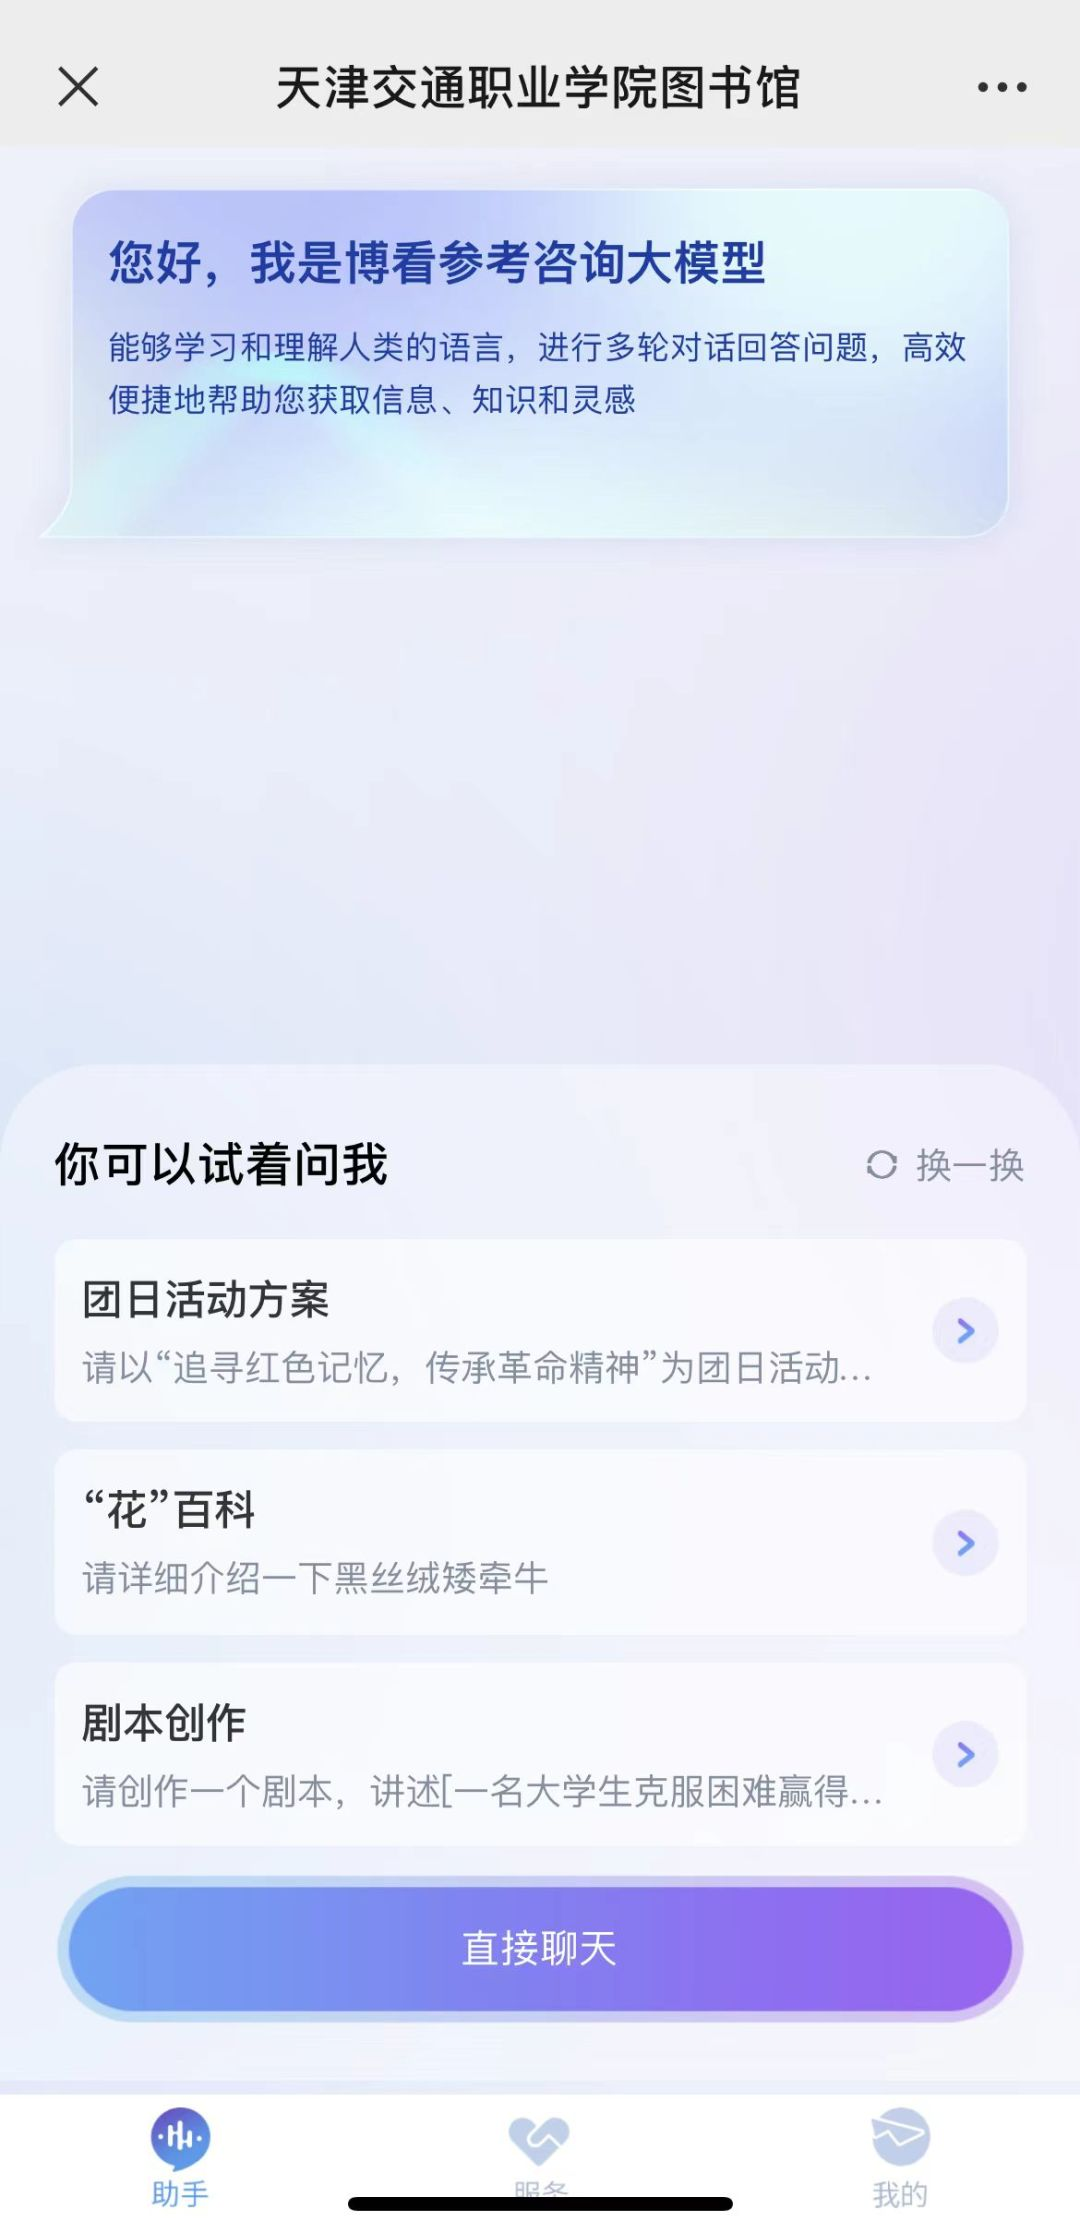 天津交通职业学院图书馆
您好，我是博看参考咨询大模型
能够学习和理解人类的语言，进行多轮对话回答问题，高效
便捷地帮助您获取信息、知识和灵感
你可以试着问我
换一换
团日活动方案
请以“追寻红色记忆，传承革命精神”为团日活动...
“花”百科
请详细介绍一下黑丝绒矮牵牛
剧本创作
请创作一个剧本，讲述[一名大学生克服困难赢得...
直接聊天
助手
服务
我的